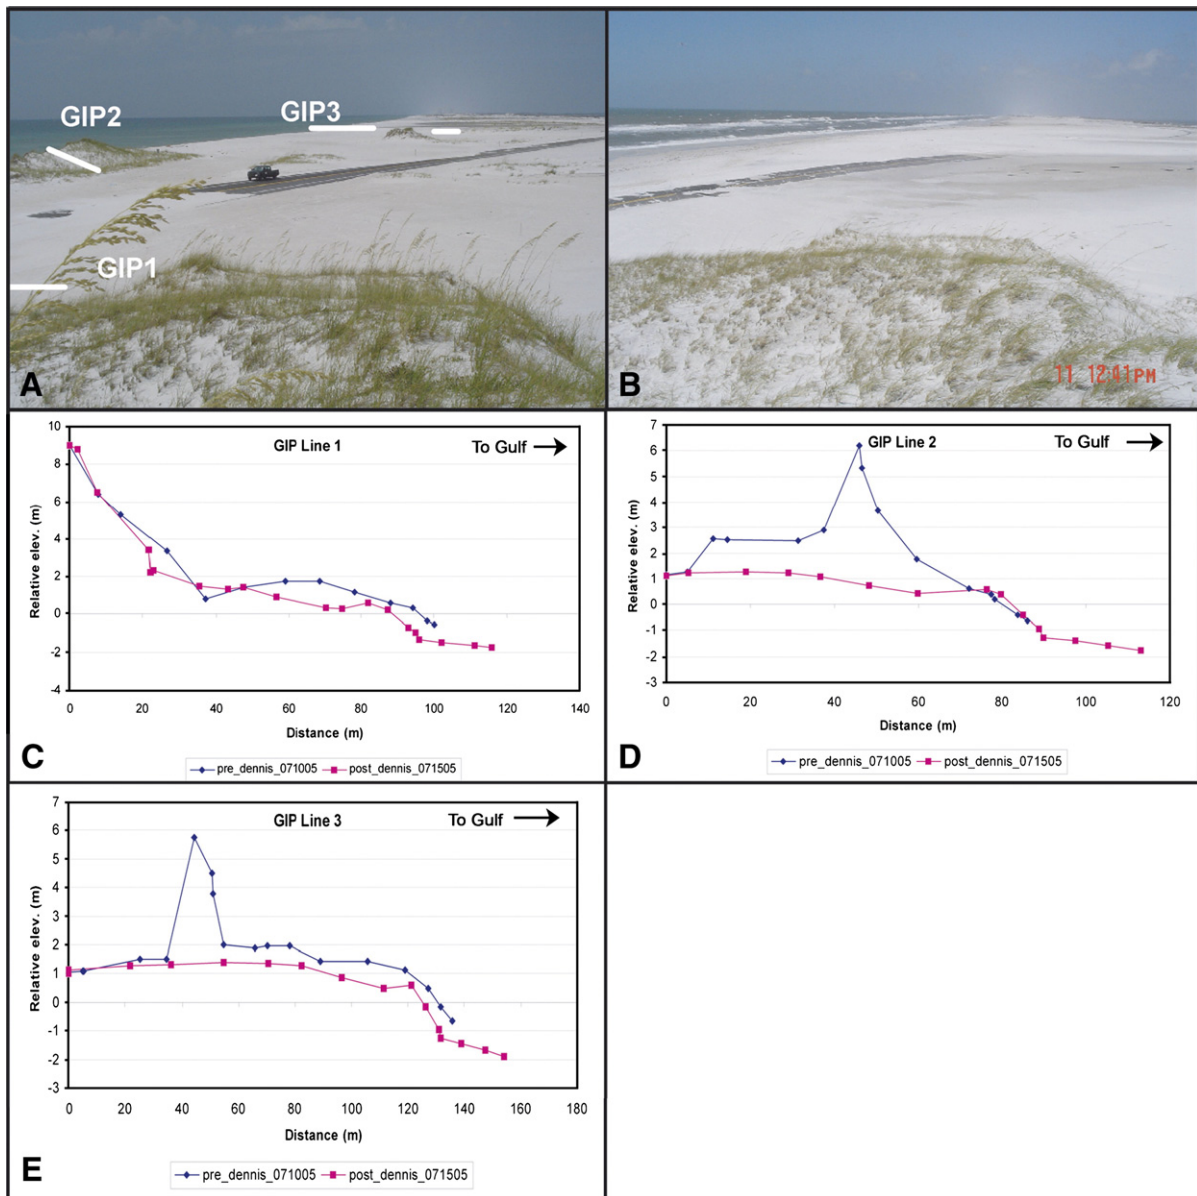 GIP2
GIP3
GIP1
A
11 12:41PM
B
GIP Line 1
To Gulf
Relative elev. (m)
10
8
6
4
2
0
-2
-4
0 20 40 60 80 100 120 140
Distance (m)
C
pre_dennis_071005 post_dennis_071505
GIP Line 2
To Gulf
Relative elev. (m)
7
6
5
4
3
2
1
0
-1
-2
-3
0 20 40 60 80 100 120
Distance (m)
D
pre_dennis_071005 post_dennis_071505
GIP Line 3
To Gulf
Relative elev. (m)
7
6
5
4
3
2
1
0
-1
-2
-3
0 20 40 60 80 100 120 140 160 180
Distance (m)
E
pre_dennis_071005 post_dennis_071505